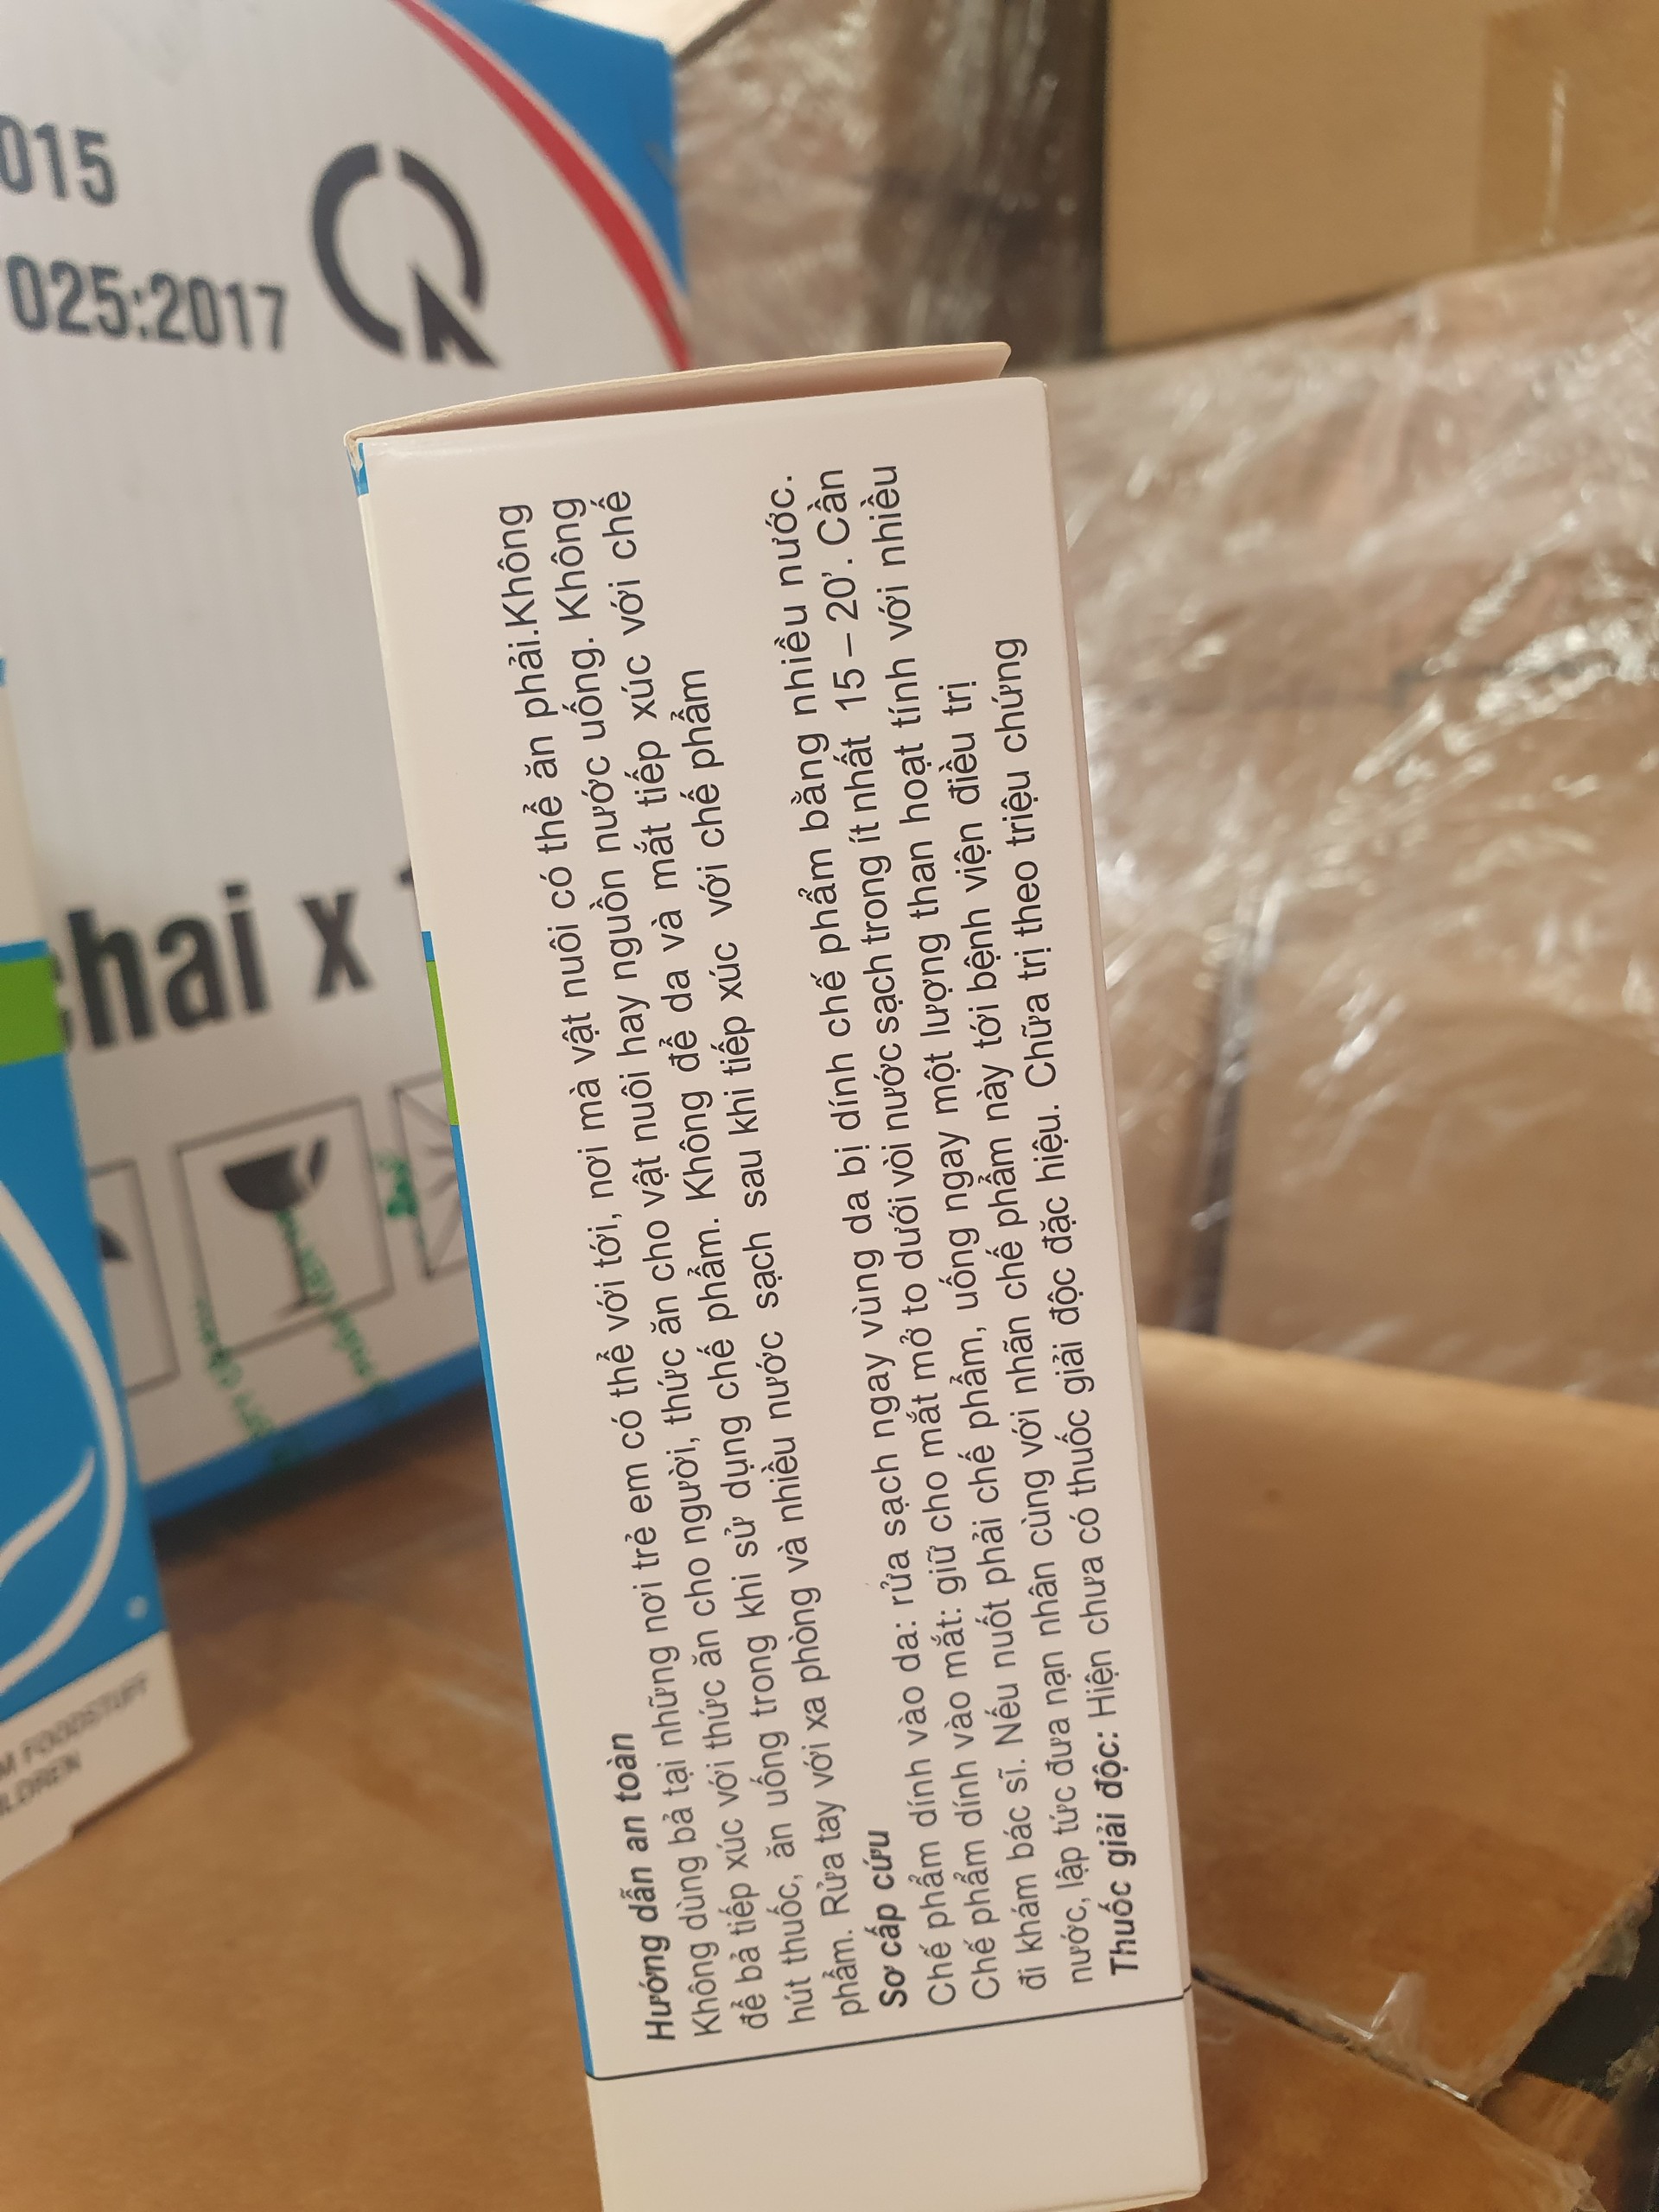 015
025:2017
chai x
M FOODSTUFF
Hướng dẫn an toàn
Không dùng bả tại những nơi trẻ em có thể với tới, nơi mà vật nuôi có thể ăn phải.Không
để bả tiếp xúc với thức ăn cho người, thức ăn cho vật nuôi hay nguồn nước uống. Không
hút thuốc, ăn uống trong khi sử dụng chế phẩm. Không để da và mắt tiếp xúc với chế
phẩm. Rửa tay với xa phòng và nhiều nước sạch sau khi tiếp xúc với chế phẩm
Sơ cấp cứu
Chế phẩm dính vào da: rửa sạch ngay vùng da bị dính chế phẩm bằng nhiều nước.
Chế phẩm dính vào mắt: giữ cho mắt mở to dưới vòi nước sạch trong ít nhất 15 – 20’. Cần
đi khám bác sĩ. Nếu nuốt phải chế phẩm, uống ngay một lượng than hoạt tính với nhiều
nước, lập tức đưa nạn nhân cùng với nhãn chế phẩm này tới bệnh viện điều trị
Thuốc giải độc: Hiện chưa có thuốc giải độc đặc hiệu. Chữa trị theo triệu chứng